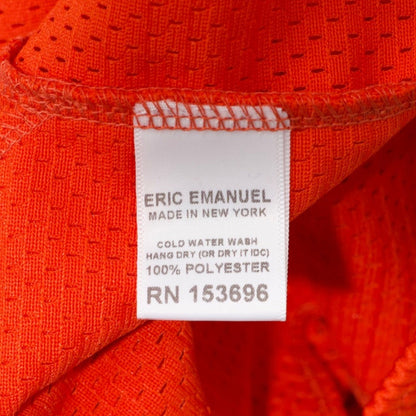 ERIC EMANUEL
MADE IN NEW YORK
COLD WATER WASH
HANG DRY (OR DRY IT IDC)
100% POLYESTER
RN 153696